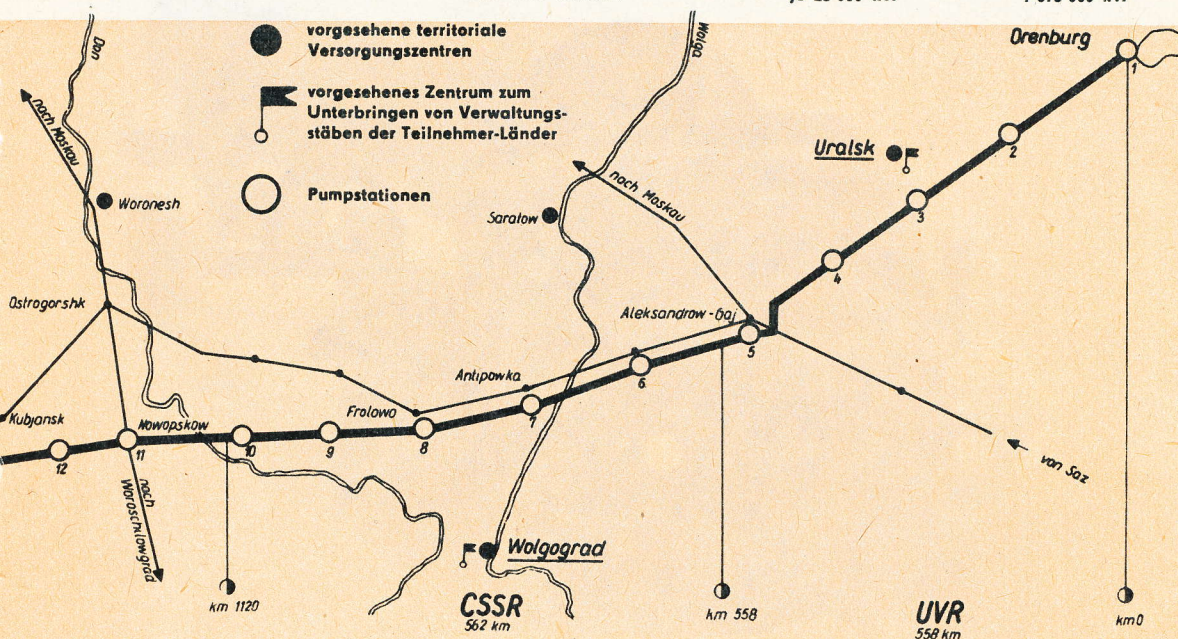 Don
vorgesehene territoriale
Versorgungszentren
vorgesehenes Zentrum zum
Unterbringen von Verwaltungs-
stäben der Teilnehmer-Länder
Pumpstationen
Wolga
Orenburg
1
2
Uralsk
3
4
nach Moskau
Woronesh
Saratow
nach Moskau
Ostrogorshk
Aleksandrow-Gaj
5
6
Antipowka
7
Frolowo
8
9
10
Nowopskow
11
Kubjansk
12
von Saz
nach
Woroschilowgrad
Wolgograd
km 1120
CSSR
562 km
km 558
UVR
558 km
km 0